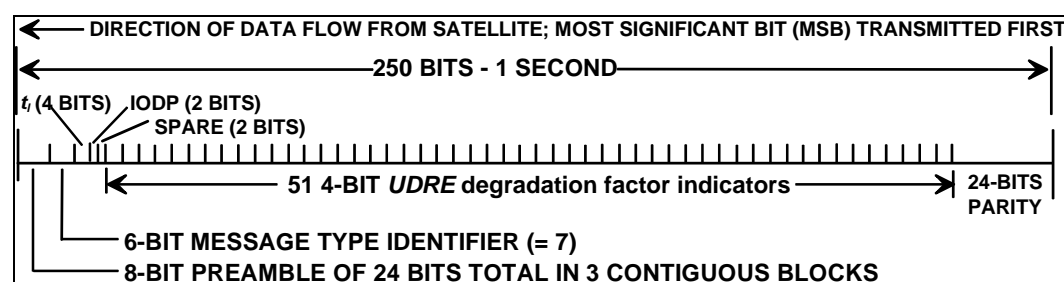 DIRECTION OF DATA FLOW FROM SATELLITE; MOST SIGNIFICANT BIT (MSB) TRANSMITTED FIRST
250 BITS - 1 SECOND
tl (4 BITS) IODP (2 BITS)
SPARE (2 BITS)
51 4-BIT UDRE degradation factor indicators
24-BITS
PARITY
6-BIT MESSAGE TYPE IDENTIFIER (= 7)
8-BIT PREAMBLE OF 24 BITS TOTAL IN 3 CONTIGUOUS BLOCKS